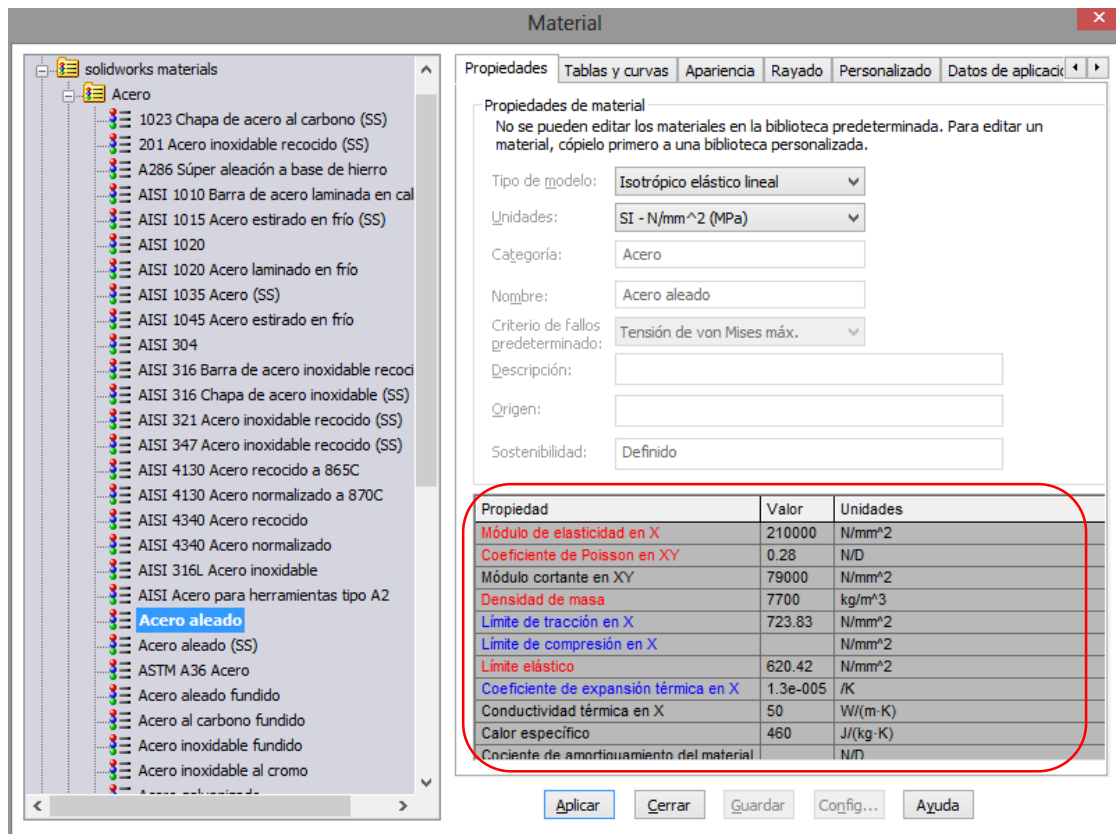 Material
solidworks materials
Acero
1023 Chapa de acero al carbono (SS)
201 Acero inoxidable recocido (SS)
A286 Súper aleación a base de hierro
AISI 1010 Barra de acero laminada en cal
AISI 1015 Acero estirado en frío (SS)
AISI 1020
AISI 1020 Acero laminado en frío
AISI 1035 Acero (SS)
AISI 1045 Acero estirado en frío
AISI 304
AISI 316 Barra de acero inoxidable recoci
AISI 316 Chapa de acero inoxidable (SS)
AISI 321 Acero inoxidable recocido (SS)
AISI 347 Acero inoxidable recocido (SS)
AISI 4130 Acero recocido a 865C
AISI 4130 Acero normalizado a 870C
AISI 4340 Acero recocido
AISI 4340 Acero normalizado
AISI 316L Acero inoxidable
AISI Acero para herramientas tipo A2
Acero aleado
Acero aleado (SS)
ASTM A36 Acero
Acero aleado fundido
Acero al carbono fundido
Acero inoxidable fundido
Acero inoxidable al cromo
Propiedades Tablas y curvas Apariencia Rayado Personalizado Datos de aplicació
Propiedades de material
No se pueden editar los materiales en la biblioteca predeterminada. Para editar un
material, cópielo primero a una biblioteca personalizada.
Tipo de modelo: Isotrópico elástico lineal
Unidades: SI - N/mm^2 (MPa)
Categoría: Acero
Nombre: Acero aleado
Criterio de fallos
predeterminado: Tensión de von Mises máx.
Descripción:
Origen:
Sostenibilidad: Definido
Propiedad Valor Unidades
Módulo de elasticidad en X 210000 N/mm^2
Coeficiente de Poisson en XY 0.28 N/D
Módulo cortante en XY 79000 N/mm^2
Densidad de masa 7700 kg/m^3
Límite de tracción en X 723.83 N/mm^2
Límite de compresión en X N/mm^2
Límite elástico 620.42 N/mm^2
Coeficiente de expansión térmica en X 1.3e-005 /K
Conductividad térmica en X 50 W/(m·K)
Calor específico 460 J/(kg·K)
Cociente de amortiguamiento del material N/D
Aplicar Cerrar Guardar Config... Ayuda